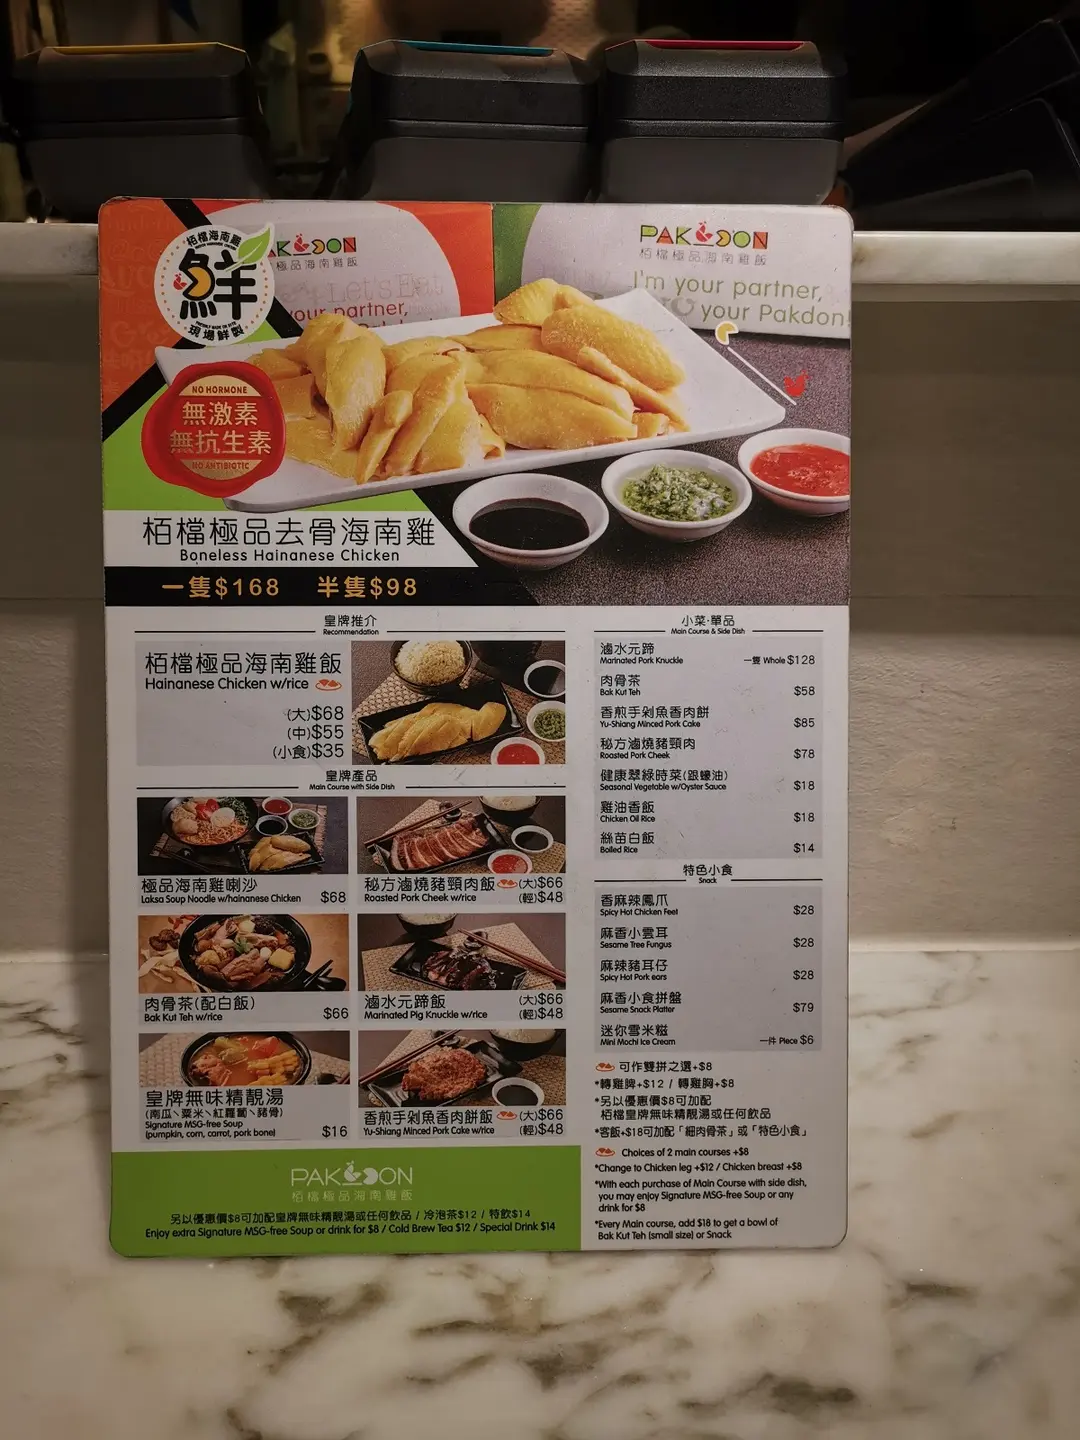 栢檔海南雞
鮮
現場鮮製
PAKDON
極品海南雞飯
Let's Eat
your partner,
PAKDON
栢檔極品海南雞飯
I'm your partner,
your Pakdon!
NO HORMONE
無激素
無抗生素
NO ANTIBIOTIC
栢檔極品去骨海南雞
Boneless Hainanese Chicken
一隻$168 半隻$98
皇牌推介
Recommendation
栢檔極品海南雞飯
Hainanese Chicken w/rice
(大)$68
(中)$55
(小食)$35
皇牌產品
Main Course with Side Dish
極品海南雞喇沙
Laksa Soup Noodle w/hainanese Chicken $68
秘方滷燒豬頸肉飯 (大)$66
Roasted Pork Cheek w/rice (輕)$48
肉骨茶(配白飯)
Bak Kut Teh w/rice $66
滷水元蹄飯 (大)$66
Marinated Pig Knuckle w/rice (輕)$48
皇牌無味精靚湯
(南瓜、粟米、紅蘿蔔、豬骨)
Signature MSG-free Soup
(pumpkin, corn, carrot, pork bone) $16
香煎手剁魚香肉餅飯 (大)$66
Yu-Shiang Minced Pork Cake w/rice (輕)$48
小菜·單品
Main Course & Side Dish
滷水元蹄
Marinated Pork Knuckle 一隻 Whole $128
肉骨茶
Bak Kut Teh $58
香煎手剁魚香肉餅
Yu-Shiang Minced Pork Cake $85
秘方滷燒豬頸肉
Roasted Pork Cheek $78
健康翠綠時菜(跟蠔油)
Seasonal Vegetable w/Oyster Sauce $18
雞油香飯
Chicken Oil Rice $18
絲苗白飯
Boiled Rice $14
特色小食
Snack
香麻辣鳳爪
Spicy Hot Chicken Feet $28
麻香小雲耳
Sesame Tree Fungus $28
麻辣豬耳仔
Spicy Hot Pork ears $28
麻香小食拼盤
Sesame Snack Platter $79
迷你雪米糍
Mini Mochi Ice Cream 一件 Piece $6
可作雙拼之選+$8
*轉雞脾+$12 / 轉雞胸+$8
*另以優惠價$8可加配
栢檔皇牌無味精靚湯或任何飲品
*客飯+$18可加配「細肉骨茶」或「特色小食」
Choices of 2 main courses +$8
*Change to Chicken leg +$12 / Chicken breast +$8
*With each purchase of Main Course with side dish,
you may enjoy Signature MSG-free Soup or any
drink for $8
*Every Main course, add $18 to get a bowl of
Bak Kut Teh (small size) or Snack
PAKDON
栢檔極品海南雞飯
另以優惠價$8可加配皇牌無味精靚湯或任何飲品 / 冷泡茶$12 / 特飲$14
Enjoy extra Signature MSG-free Soup or drink for $8 / Cold Brew Tea $12 / Special Drink $14